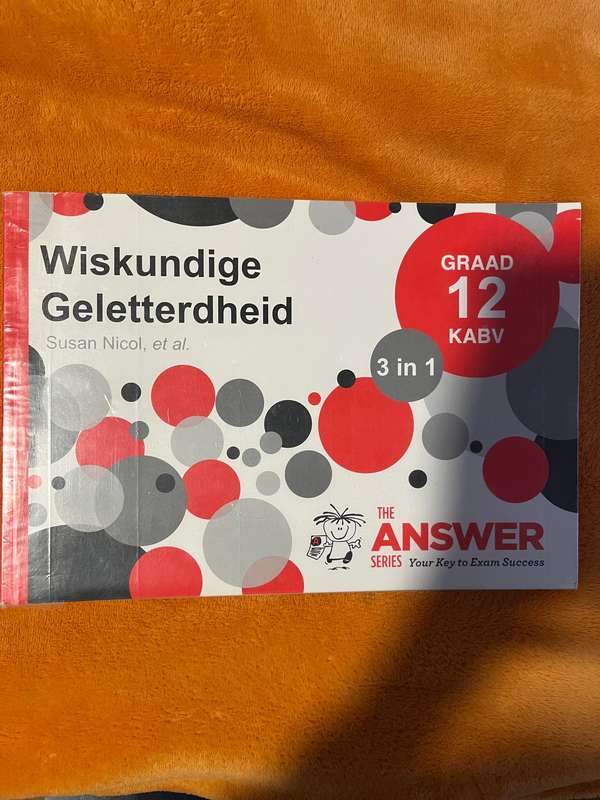 Wiskundige
Geletterdheid
Susan Nicol, et al.
GRAAD
12
KABV
3 in 1
THE
ANSWER
SERIES Your Key to Exam Success